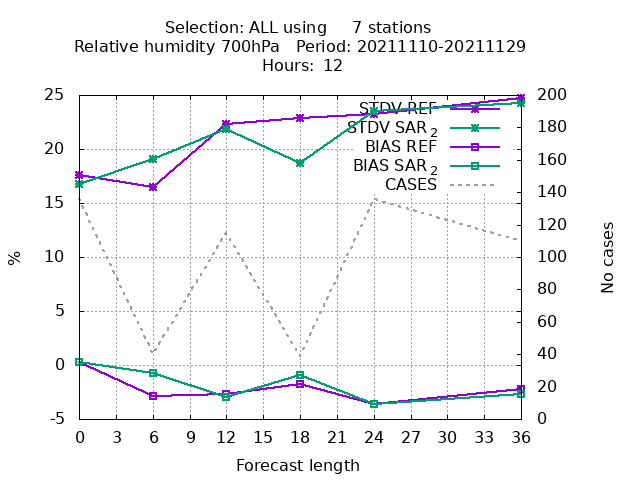 Selection: ALL using 7 stations
Relative humidity 700hPa Period: 20211110-20211129
Hours: 12
25 200
STDV REF
STDV SAR 2
180
20
BIAS REF
160
BIAS SAR 2
CASES
140
15
120
10 100
80
5
60
0
40
20
-5 0
0 3 6 9 12 15 18 21 24 27 30 33 36
Forecast length
%
No cases